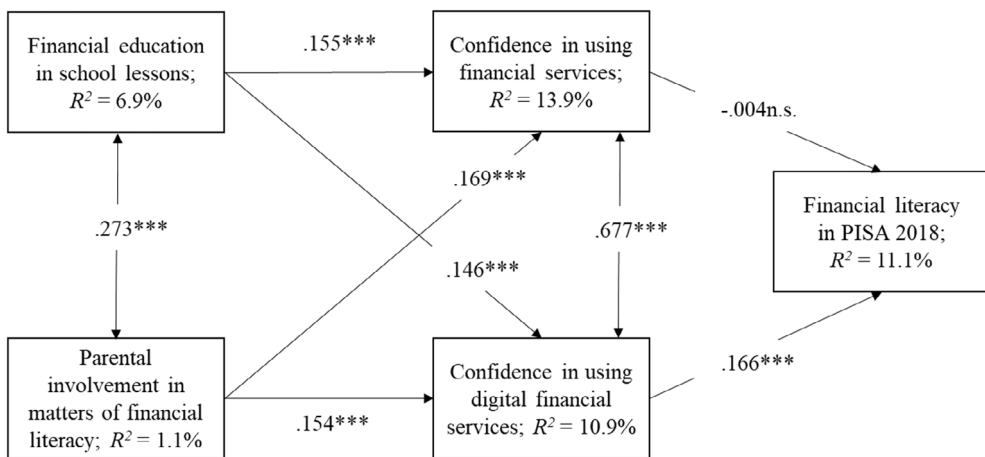 Financial education
in school lessons;
R² = 6.9%
.155***
Confidence in using
financial services;
R² = 13.9%
-.004n.s.
.169***
.273***
.677***
Financial literacy
in PISA 2018;
R² = 11.1%
.146***
Parental
involvement in
matters of financial
literacy; R² = 1.1%
.154***
Confidence in using
digital financial
services; R² = 10.9%
.166***